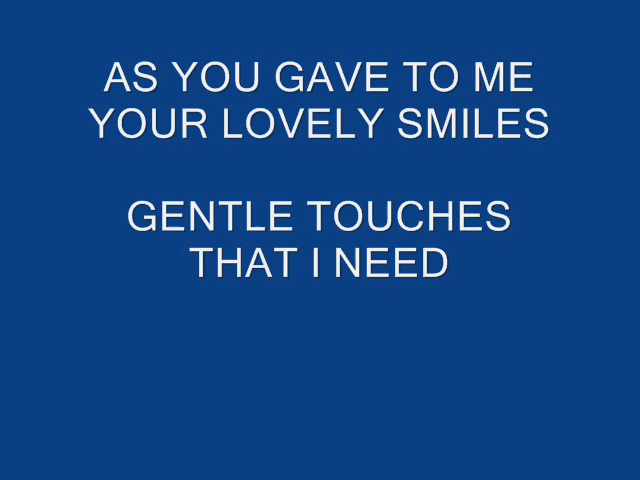 AS YOU GAVE TO ME
YOUR LOVELY SMILES
GENTLE TOUCHES
THAT I NEED